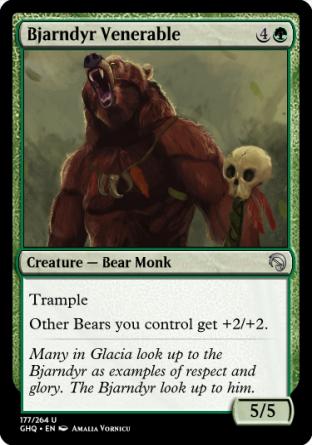 Bjarndyr Venerable 4
Creature — Bear Monk
Trample
Other Bears you control get +2/+2.
Many in Glacia look up to the
Bjarndyr as examples of respect and
glory. The Bjarndyr look up to him.
5/5
177/264 U
GHQ • EN Amalia Vornicu